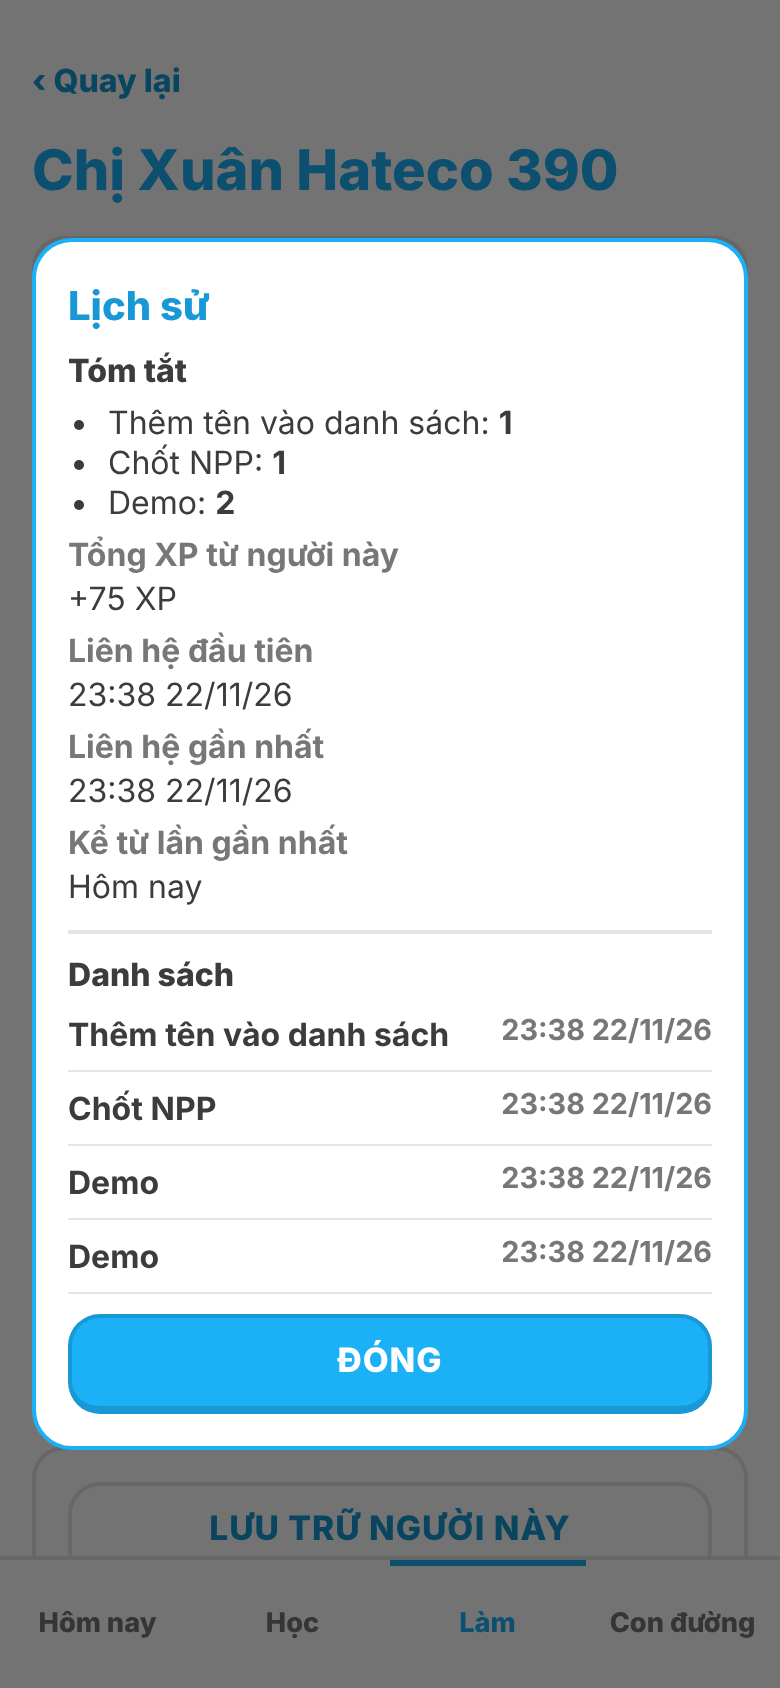 ‹ Quay lại
Chị Xuân Hateco 390
Lịch sử
Tóm tắt
• Thêm tên vào danh sách: 1
• Chốt NPP: 1
• Demo: 2
Tổng XP từ người này
+75 XP
Liên hệ đầu tiên
23:38 22/11/26
Liên hệ gần nhất
23:38 22/11/26
Kể từ lần gần nhất
Hôm nay
Danh sách
Thêm tên vào danh sách 23:38 22/11/26
Chốt NPP 23:38 22/11/26
Demo 23:38 22/11/26
Demo 23:38 22/11/26
ĐÓNG
LƯU TRỮ NGƯỜI NÀY
Hôm nay Học Làm Con đường